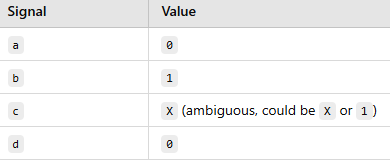 Signal Value
a 0
b 1
c X (ambiguous, could be X or 1)
d 0